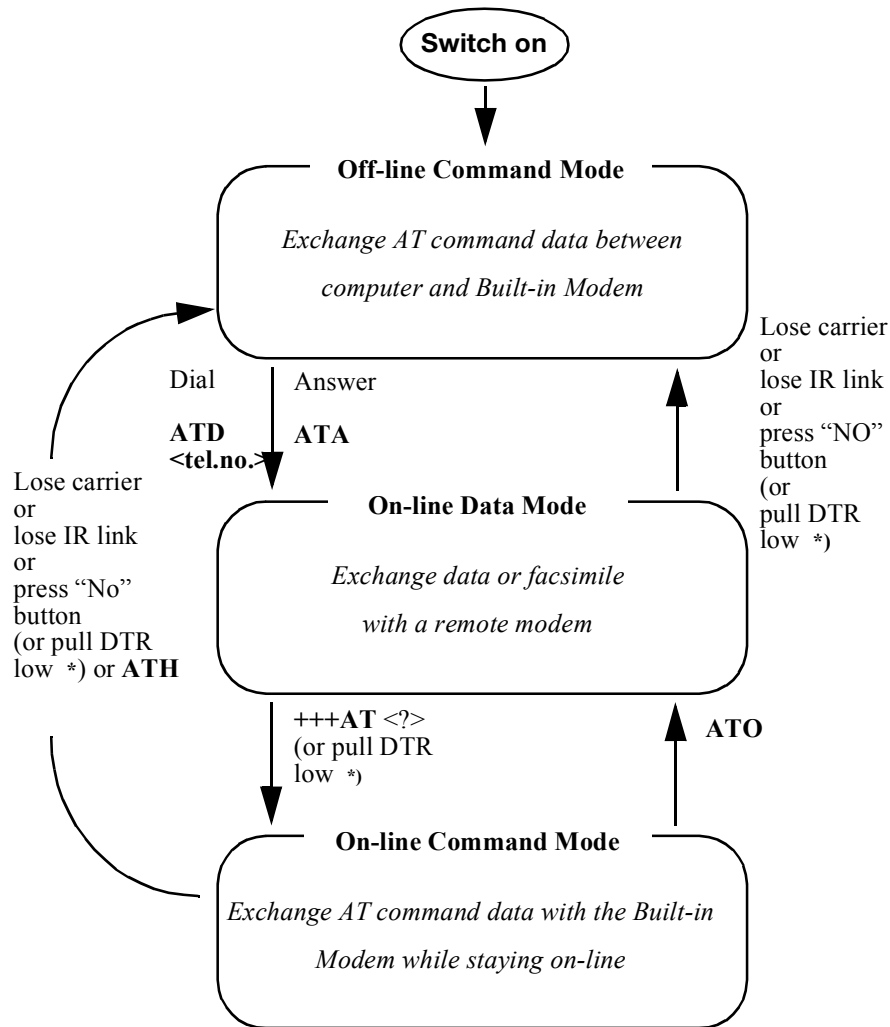 Switch on
Off-line Command Mode
Exchange AT command data between
computer and Built-in Modem
Dial
ATD
<tel.no.>
Answer
ATA
Lose carrier
or
lose IR link
or
press “NO”
button
(or
pull DTR
low *)
Lose carrier
or
lose IR link
or
press “No”
button
(or pull DTR
low *) or ATH
On-line Data Mode
Exchange data or facsimile
with a remote modem
+++AT <?>
(or pull DTR
low *)
ATO
On-line Command Mode
Exchange AT command data with the Built-in
Modem while staying on-line